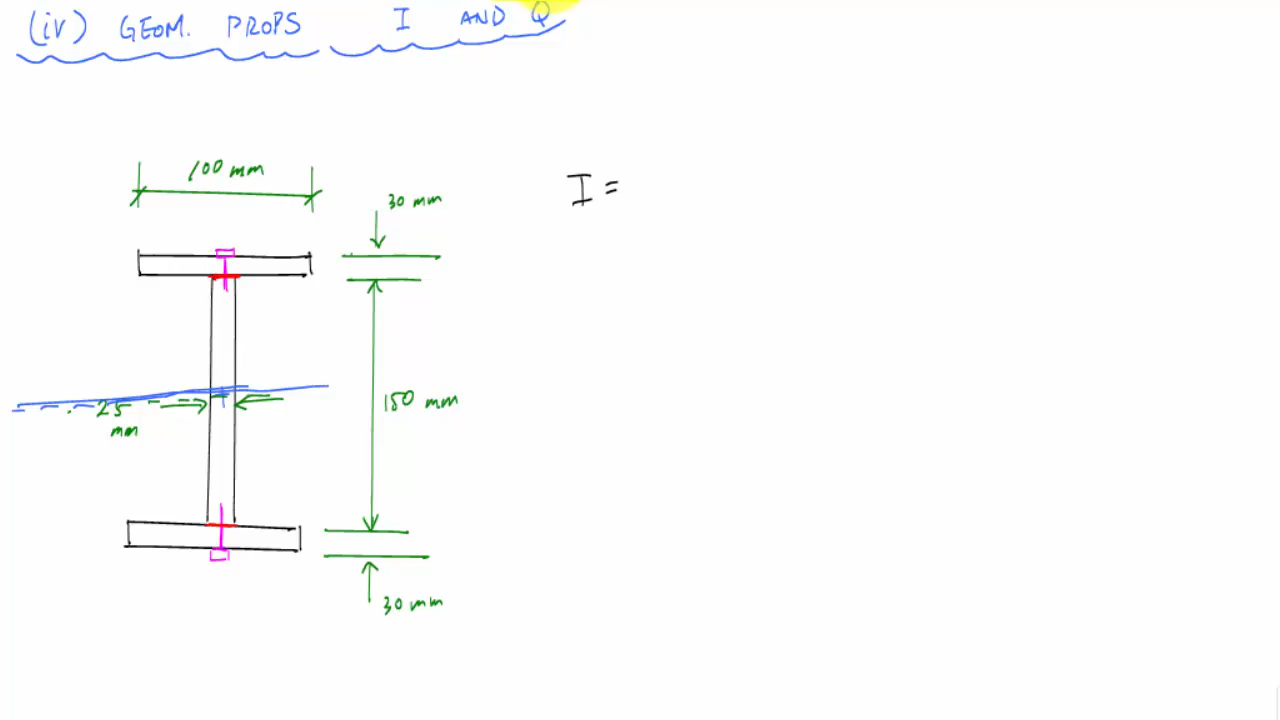 (iv) GEOM. PROPS I AND Q
100 mm
30 mm
I =
150 mm
25
mm
30 mm